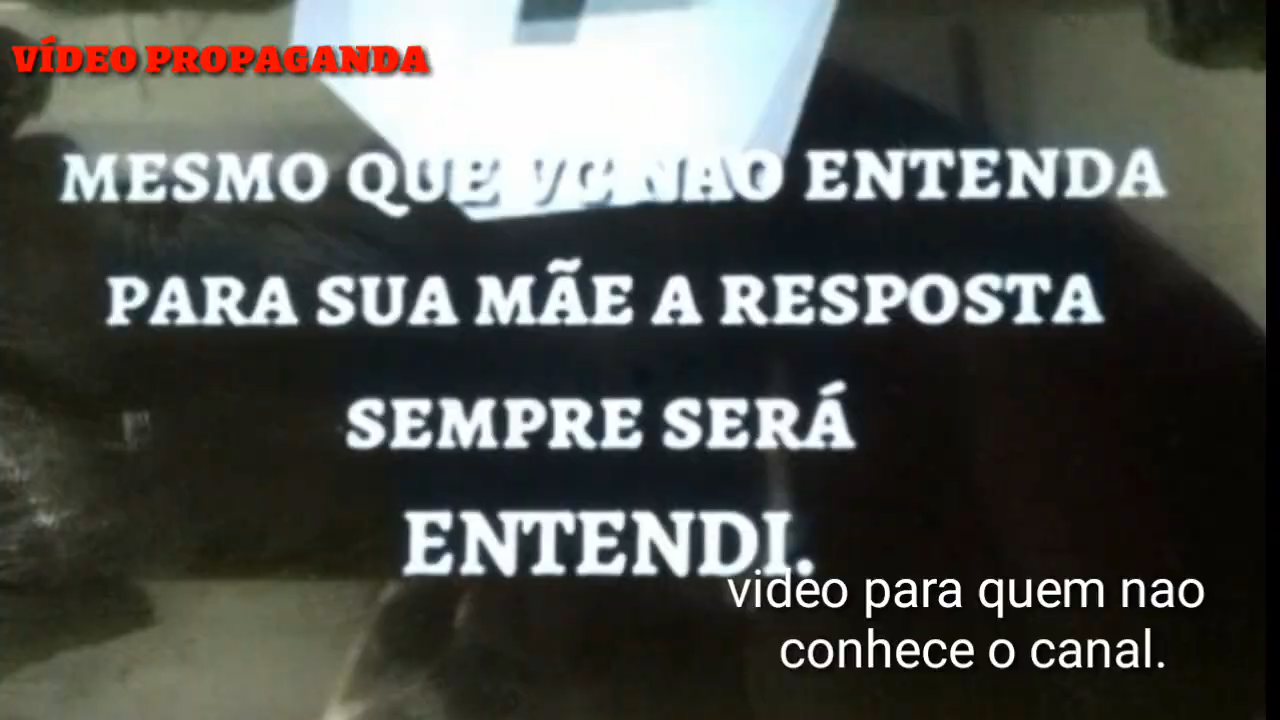 VÍDEO PROPAGANDA
MESMO QUE VC NAO ENTENDA
PARA SUA MÃE A RESPOSTA
SEMPRE SERÁ
ENTENDI.
video para quem nao
conhece o canal.